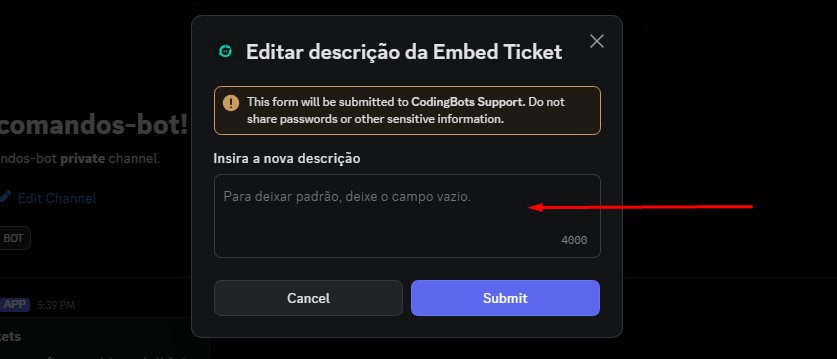 Editar descrição da Embed Ticket
This form will be submitted to CodingBots Support. Do not
share passwords or other sensitive information.
comandos-bot!
ndos-bot private channel.
Insira a nova descrição
Edit Channel
Para deixar padrão, deixe o campo vazio.
BOT
4000
Cancel
Submit
APP 5:39 PM
kets